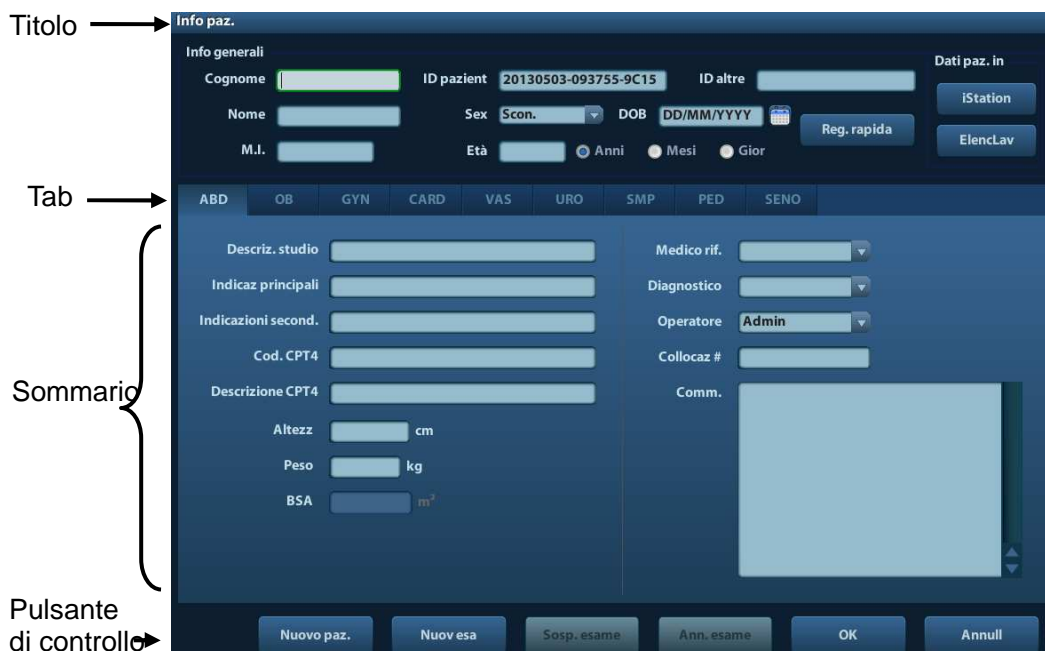 Titolo
Info paz.
Info generali
Cognome
ID pazient 20130503-093755-9C15
ID altre
Dati paz. in
iStation
Nome
Sex Scon.
DOB DD/MM/YYYY
Reg. rapida
ElencLav
M.I.
Età
Anni Mesi Gior
Tab
ABD OB GYN CARD VAS URO SMP PED SENO
Sommario
Descriz. studio
Indicaz principali
Indicazioni second.
Cod. CPT4
Descrizione CPT4
Altezz cm
Peso kg
BSA m²
Medico rif.
Diagnostico
Operatore Admin
Collocaz #
Comm.
Pulsante
di controllo
Nuovo paz. Nuov esa Sosp. esame Ann. esame OK Annull